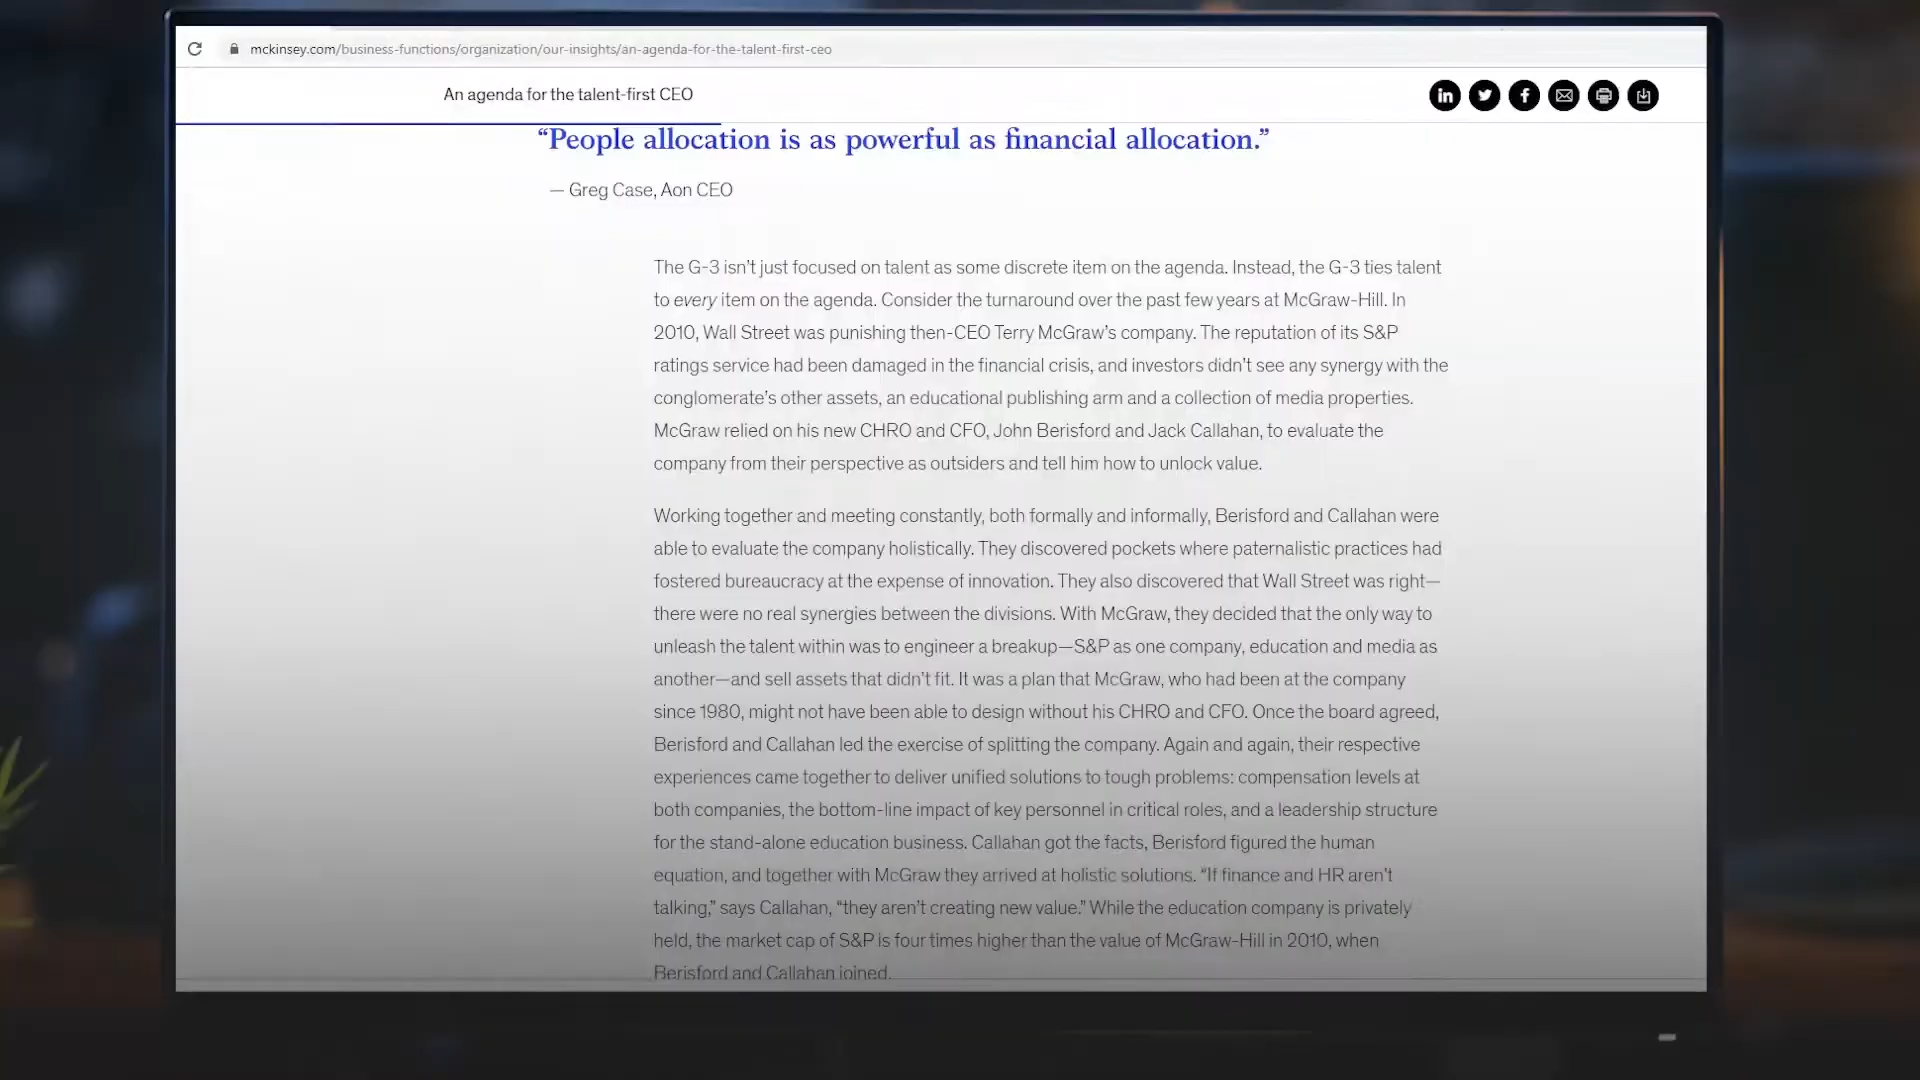 mckinsey.com/business-functions/organization/our-insights/an-agenda-for-the-talent-first-ceo
An agenda for the talent-first CEO
“People allocation is as powerful as financial allocation.”
— Greg Case, Aon CEO
The G-3 isn’t just focused on talent as some discrete item on the agenda. Instead, the G-3 ties talent
to every item on the agenda. Consider the turnaround over the past few years at McGraw-Hill. In
2010, Wall Street was punishing then-CEO Terry McGraw’s company. The reputation of its S&P
ratings service had been damaged in the financial crisis, and investors didn’t see any synergy with the
conglomerate’s other assets, an educational publishing arm and a collection of media properties.
McGraw relied on his new CHRO and CFO, John Berisford and Jack Callahan, to evaluate the
company from their perspective as outsiders and tell him how to unlock value.
Working together and meeting constantly, both formally and informally, Berisford and Callahan were
able to evaluate the company holistically. They discovered pockets where paternalistic practices had
fostered bureaucracy at the expense of innovation. They also discovered that Wall Street was right—
there were no real synergies between the divisions. With McGraw, they decided that the only way to
unleash the talent within was to engineer a breakup—S&P as one company, education and media as
another—and sell assets that didn’t fit. It was a plan that McGraw, who had been at the company
since 1980, might not have been able to design without his CHRO and CFO. Once the board agreed,
Berisford and Callahan led the exercise of splitting the company. Again and again, their respective
experiences came together to deliver unified solutions to tough problems: compensation levels at
both companies, the bottom-line impact of key personnel in critical roles, and a leadership structure
for the stand-alone education business. Callahan got the facts, Berisford figured the human
equation, and together with McGraw they arrived at holistic solutions. “If finance and HR aren’t
talking,” says Callahan, “they aren’t creating new value.” While the education company is privately
held, the market cap of S&P is four times higher than the value of McGraw-Hill in 2010, when
Berisford and Callahan joined.